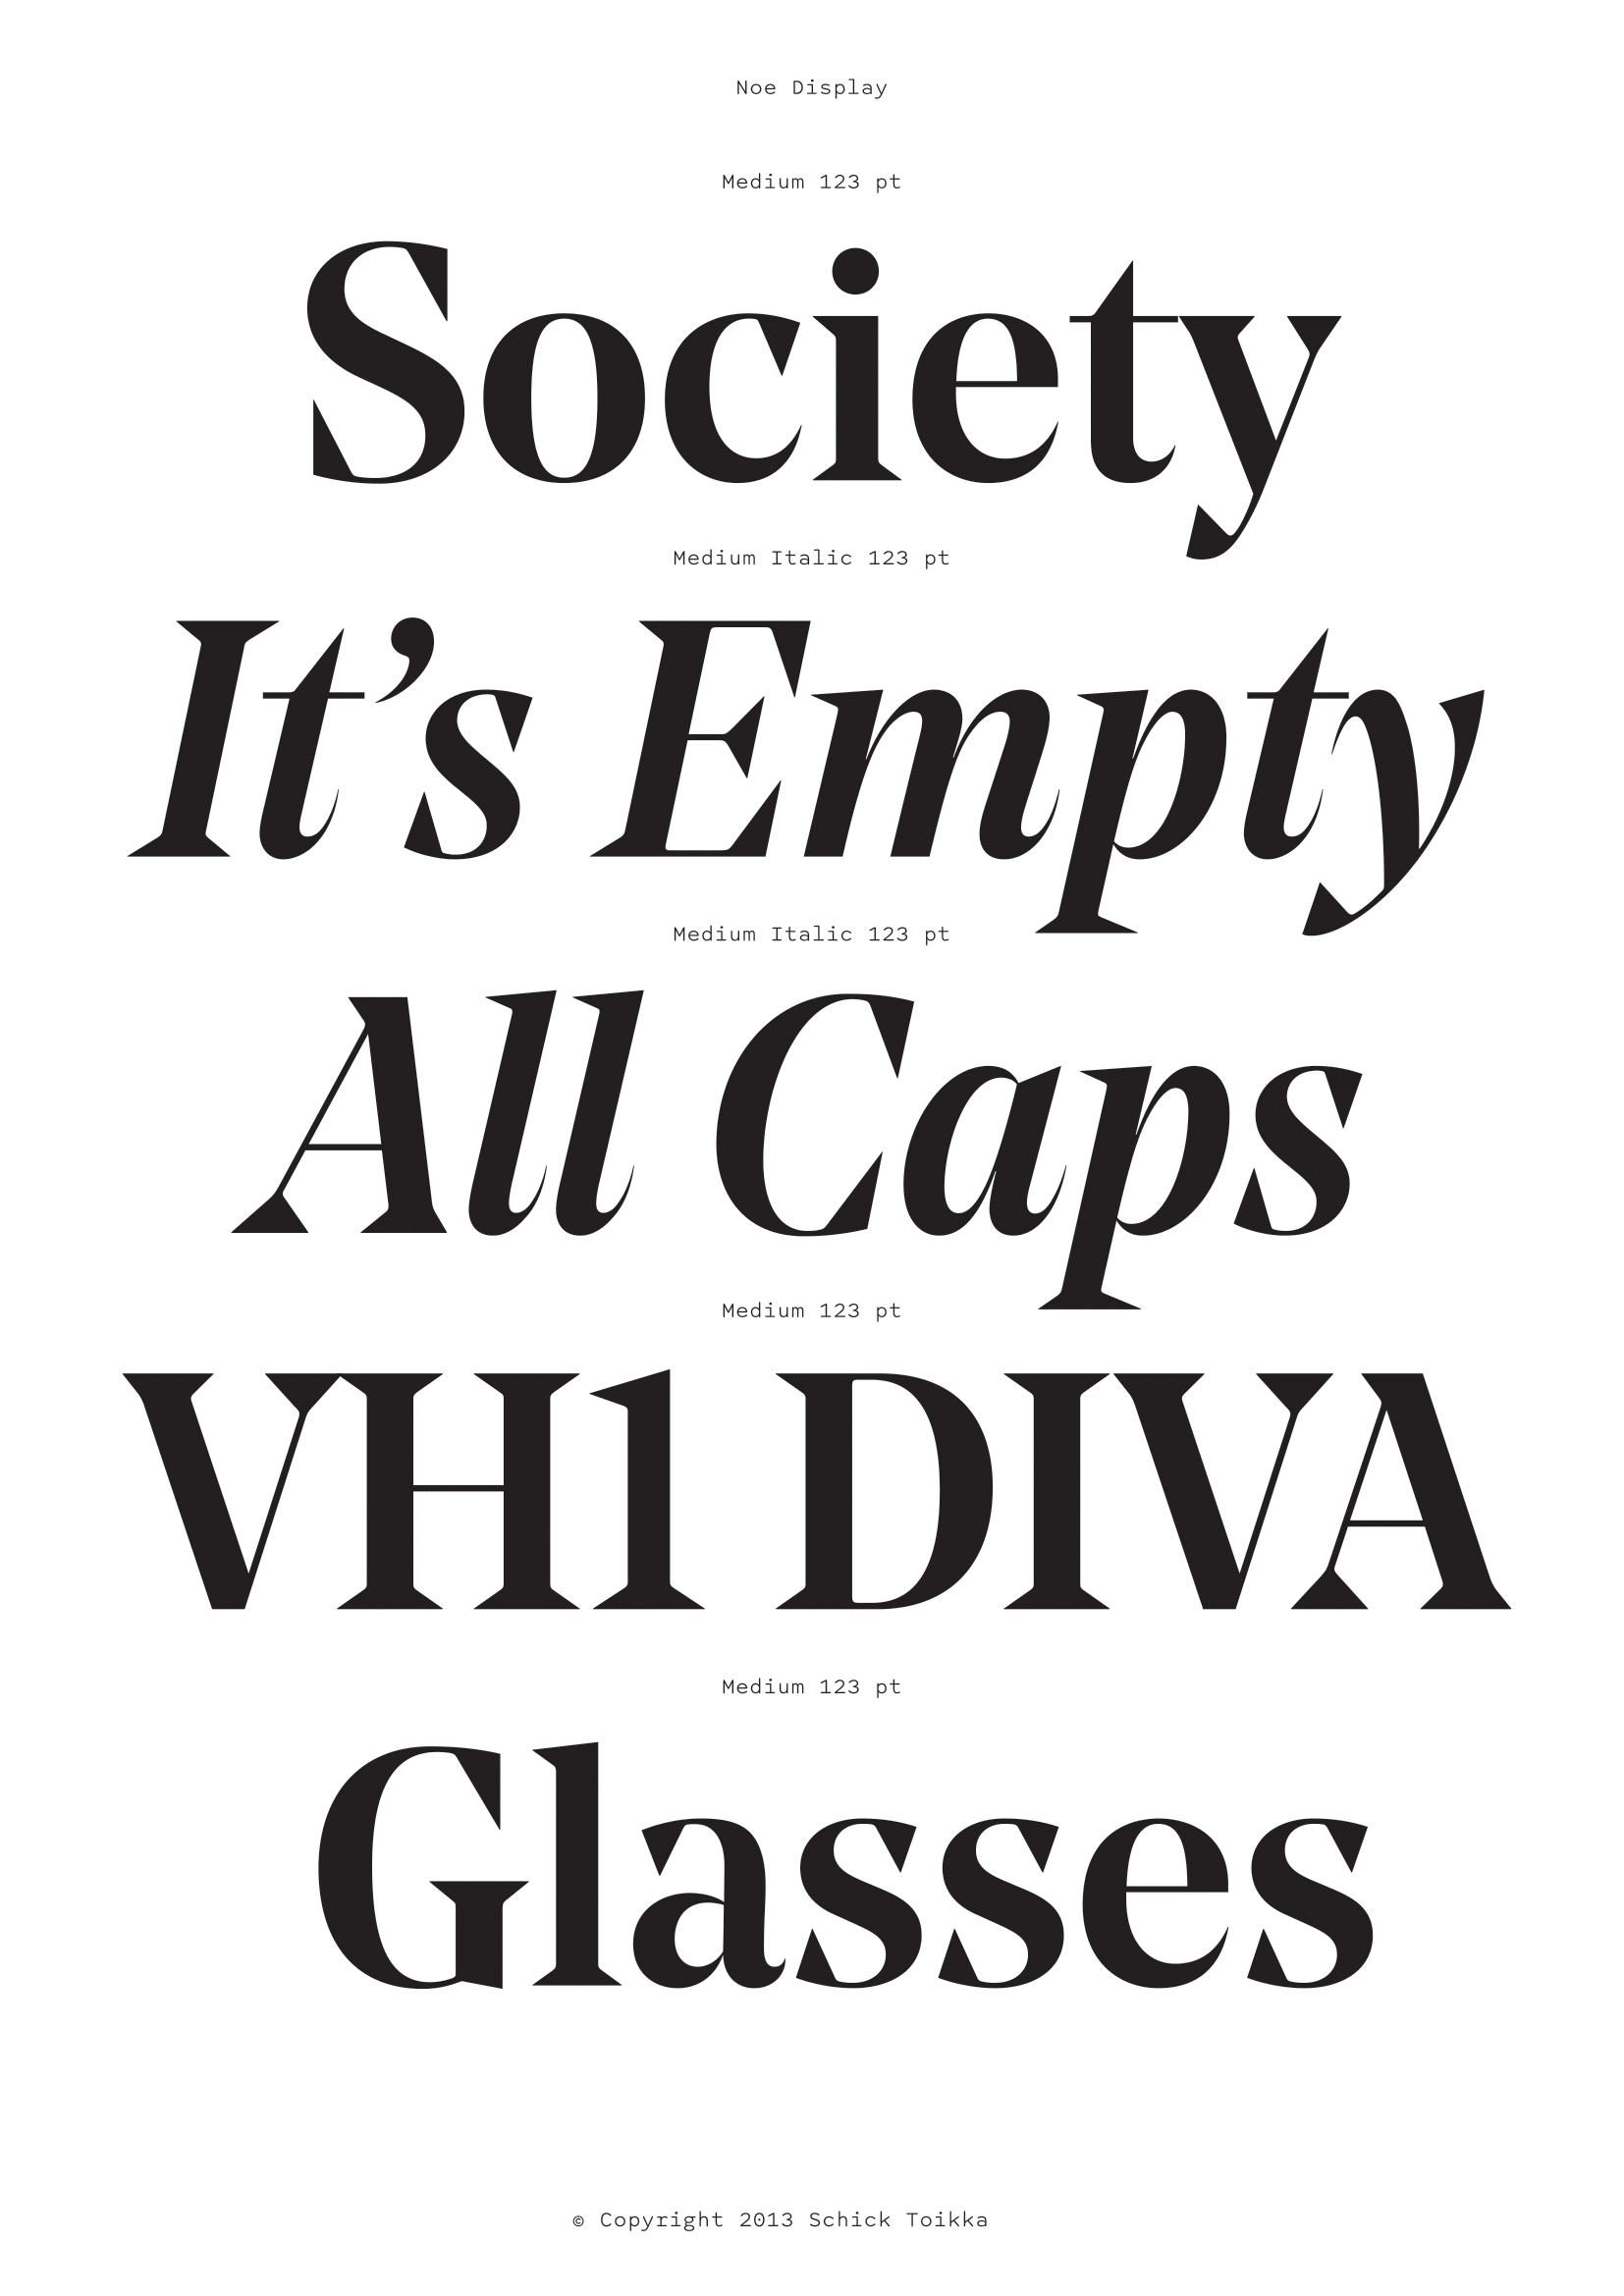 Noe Display
Medium 123 pt
Society
Medium Italic 123 pt
It’s Empty
Medium Italic 123 pt
All Caps
Medium 123 pt
VH1 DIVA
Medium 123 pt
Glasses
© Copyright 2013 Schick Toikka